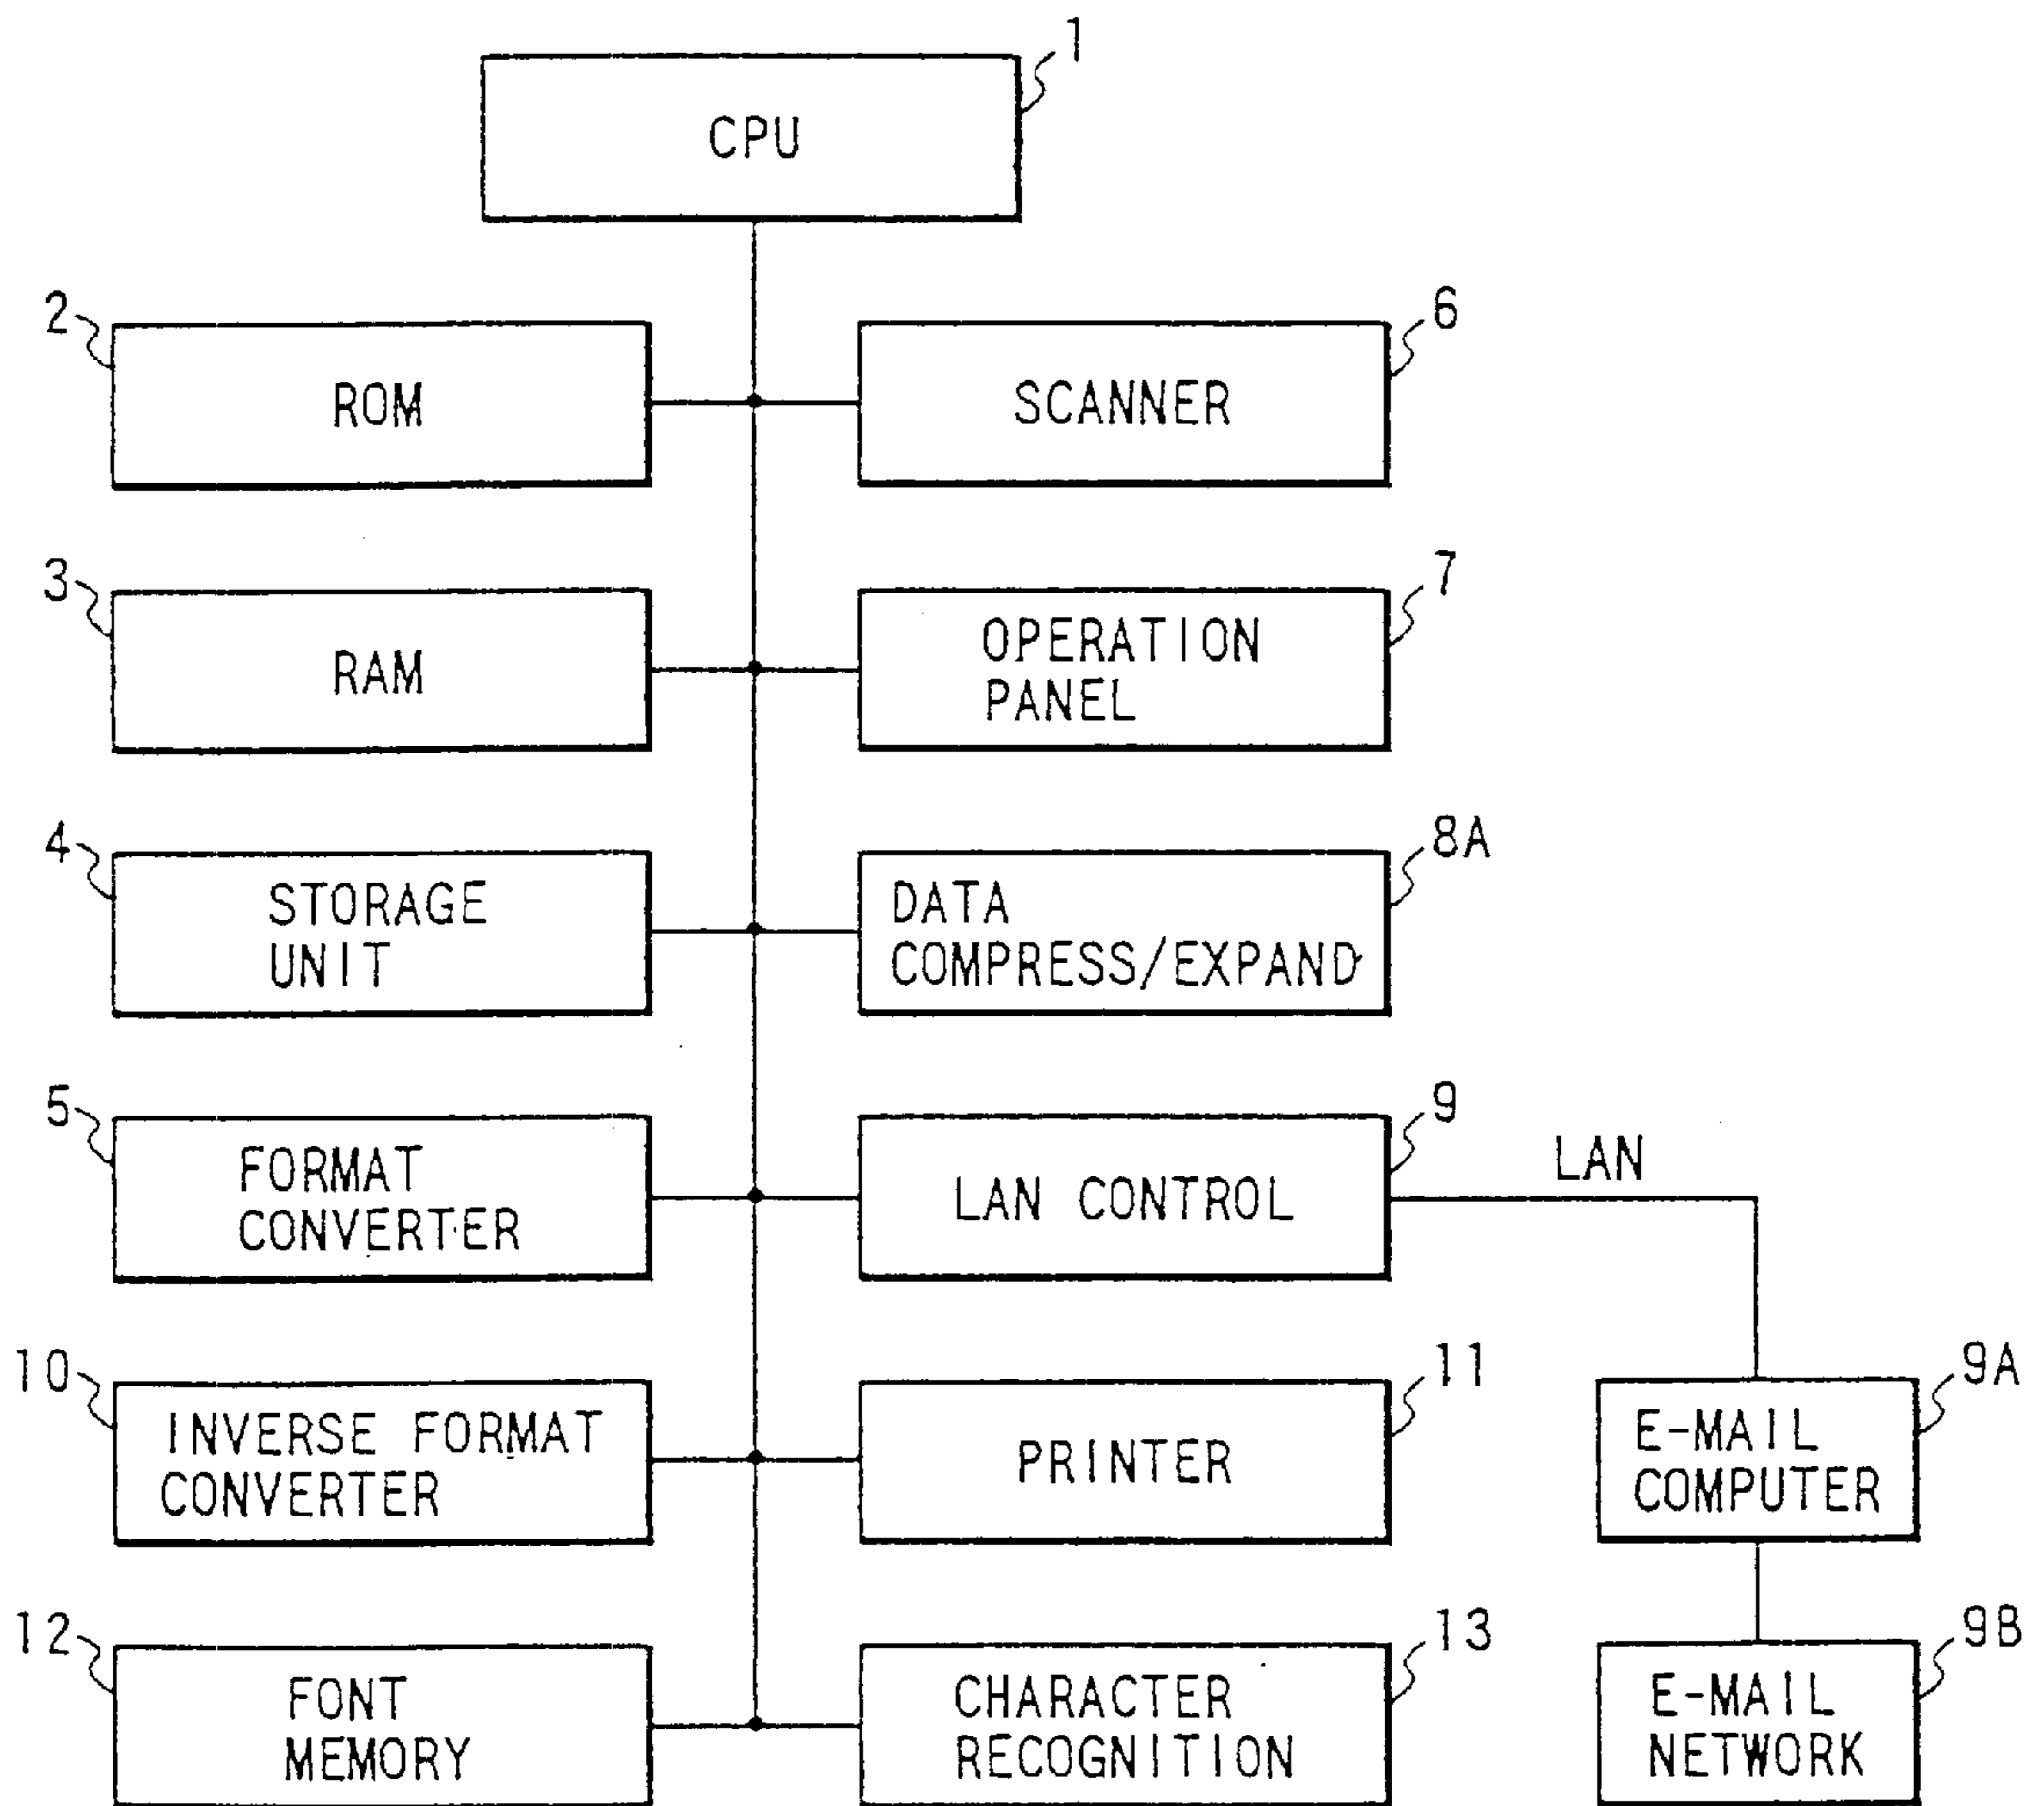 1
CPU
2
ROM
6
SCANNER
3
RAM
7
OPERATION
PANEL
4
STORAGE
UNIT
8A
DATA
COMPRESS/EXPAND
5
FORMAT
CONVERTER
9
LAN CONTROL
LAN
10
INVERSE FORMAT
CONVERTER
11
PRINTER
9A
E-MAIL
COMPUTER
12
FONT
MEMORY
13
CHARACTER
RECOGNITION
9B
E-MAIL
NETWORK